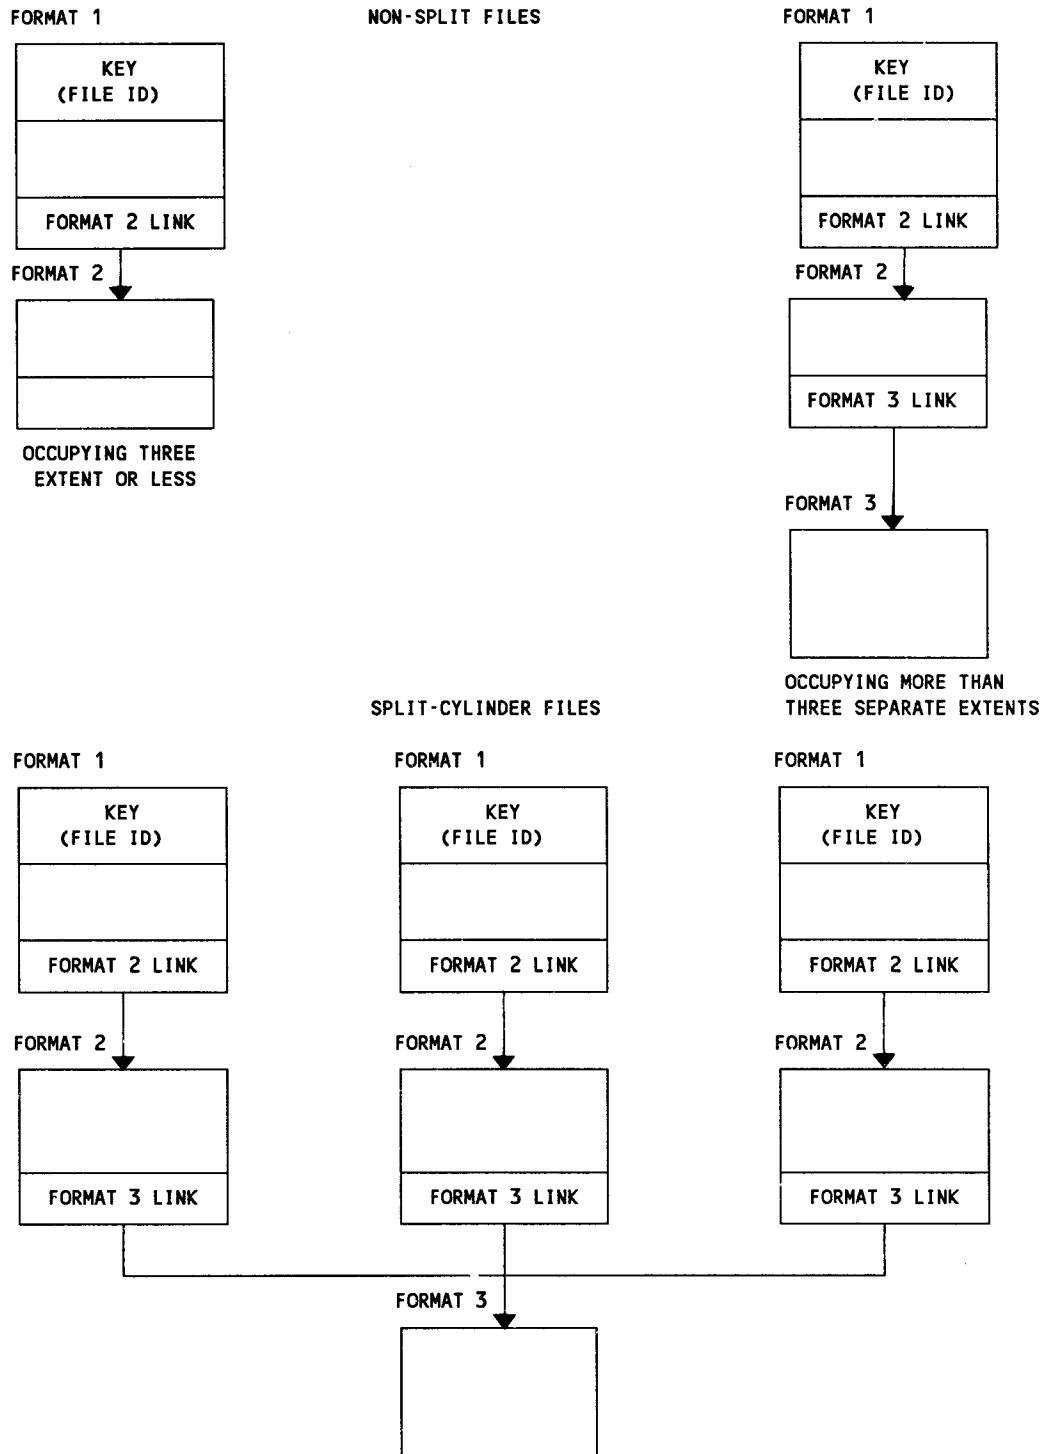 FORMAT 1
NON-SPLIT FILES
FORMAT 1
KEY
(FILE ID)
FORMAT 2 LINK
FORMAT 2
OCCUPYING THREE
EXTENT OR LESS
KEY
(FILE ID)
FORMAT 2 LINK
FORMAT 2
FORMAT 3 LINK
FORMAT 3
OCCUPYING MORE THAN
THREE SEPARATE EXTENTS
SPLIT-CYLINDER FILES
FORMAT 1
KEY
(FILE ID)
FORMAT 2 LINK
FORMAT 2
FORMAT 3 LINK
FORMAT 1
KEY
(FILE ID)
FORMAT 2 LINK
FORMAT 2
FORMAT 3 LINK
FORMAT 1
KEY
(FILE ID)
FORMAT 2 LINK
FORMAT 2
FORMAT 3 LINK
FORMAT 3